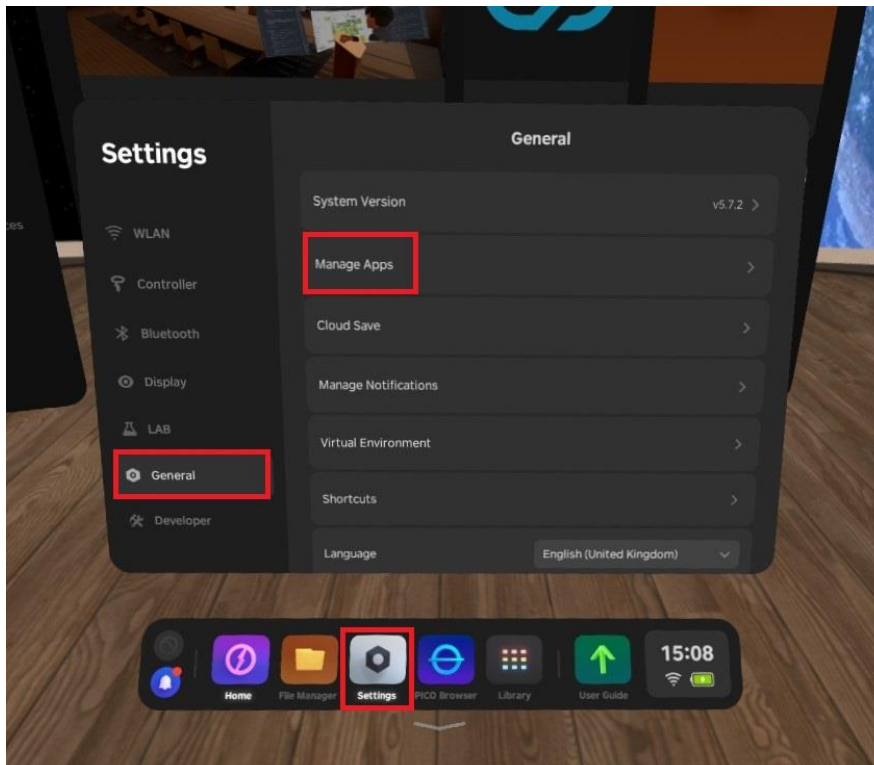 Settings
WLAN
Controller
Bluetooth
Display
LAB
General
Developer
General
System Version
v5.7.2
Manage Apps
Cloud Save
Manage Notifications
Virtual Environment
Shortcuts
Language
English (United Kingdom)
Home
File Manager
Settings
PICO Browser
Library
User Guide
15:08